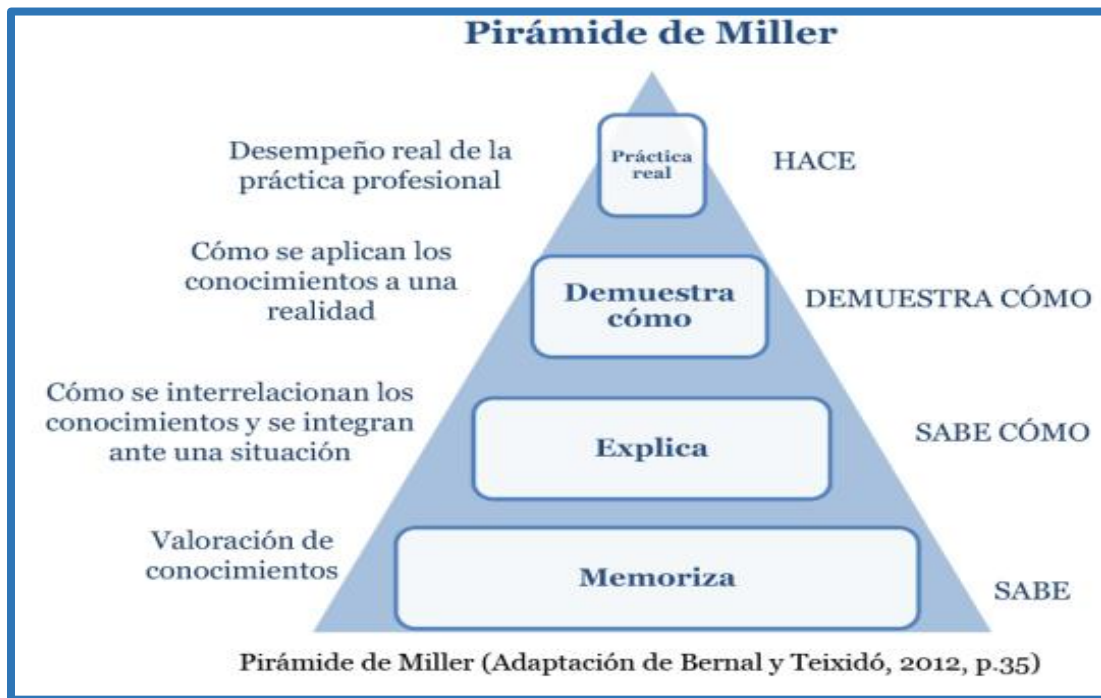 Pirámide de Miller
Desempeño real de la
práctica profesional
Práctica
real
HACE
Cómo se aplican los
conocimientos a una
realidad
Demuestra
cómo
DEMUESTRA CÓMO
Cómo se interrelacionan los
conocimientos y se integran
ante una situación
Explica
SABE CÓMO
Valoración de
conocimientos
Memoriza
SABE
Pirámide de Miller (Adaptación de Bernal y Teixidó, 2012, p.35)